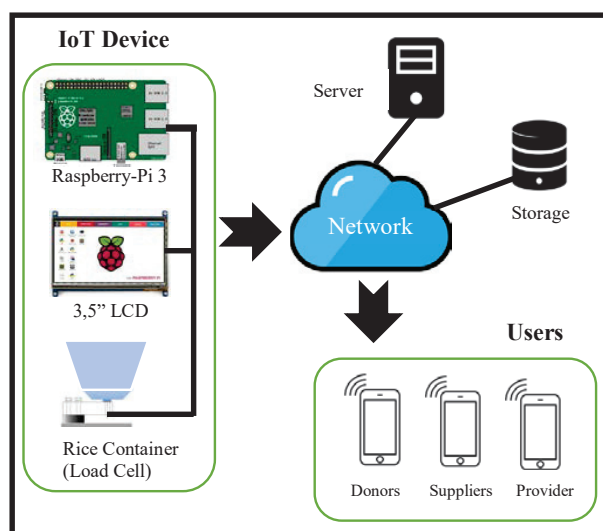 IoT Device
Raspberry-Pi 3
3,5” LCD
Rice Container
(Load Cell)
Server
Network
Storage
Users
Donors
Suppliers
Provider